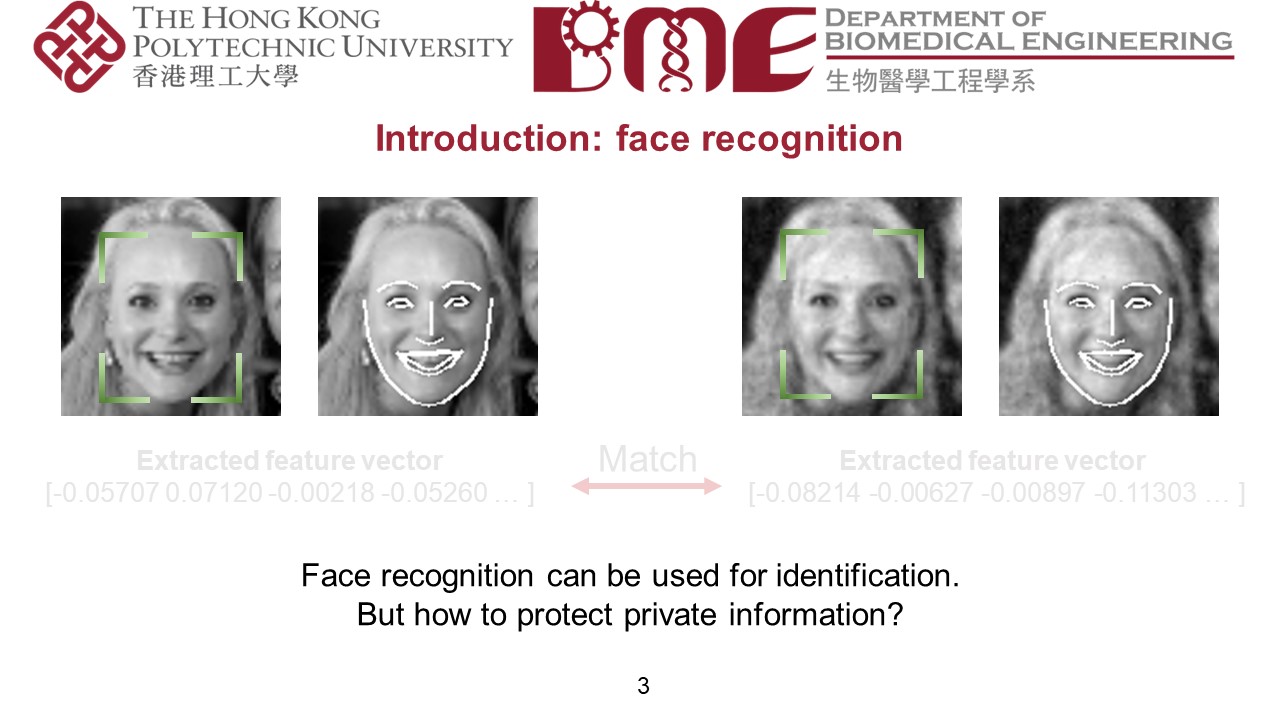 THE HONG KONG
POLYTECHNIC UNIVERSITY
香港理工大學
BME
DEPARTMENT OF
BIOMEDICAL ENGINEERING
生物醫學工程學系
Introduction: face recognition
Extracted feature vector
[-0.05707 0.07120 -0.00218 -0.05260 … ]
Match
Extracted feature vector
[-0.08214 -0.00627 -0.00897 -0.11303 … ]
Face recognition can be used for identification.
But how to protect private information?
3